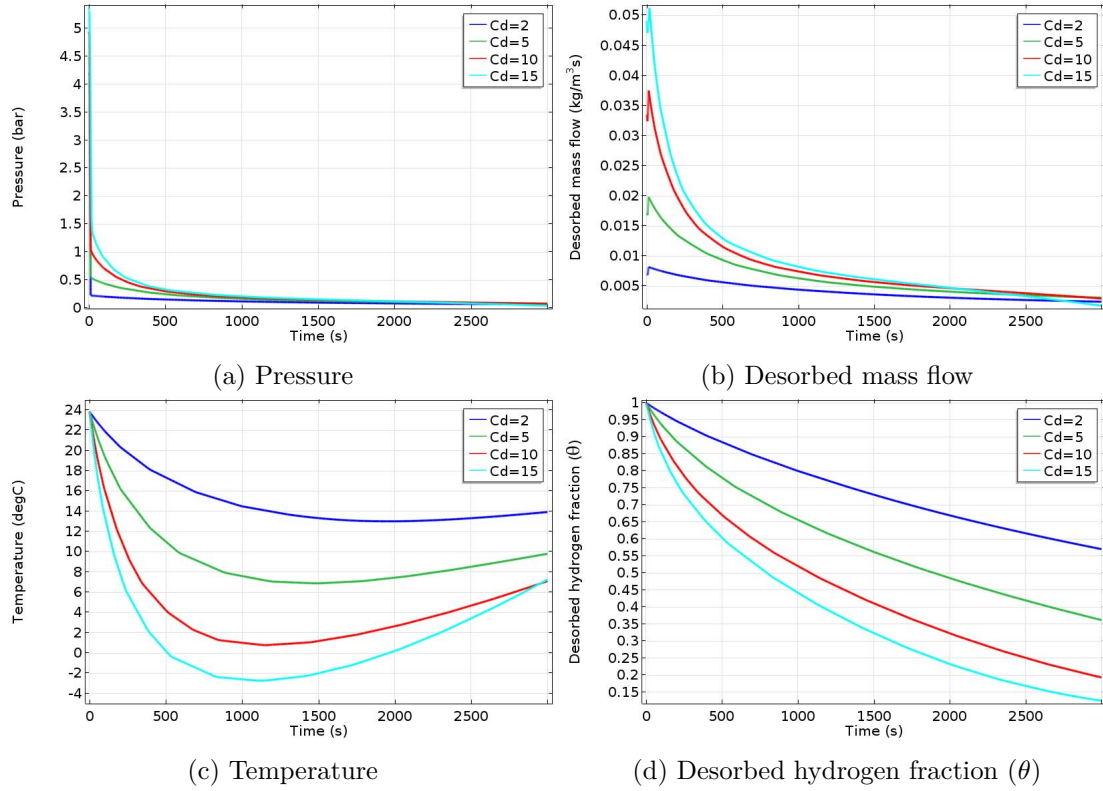 Pressure (bar)
5
4.5
4
3.5
3
2.5
2
1.5
1
0.5
0
0 500 1000 1500 2000 2500
Time (s)
Cd=2
Cd=5
Cd=10
Cd=15
(a) Pressure
Desorbed mass flow (kg/m³s)
0.05
0.045
0.04
0.035
0.03
0.025
0.02
0.015
0.01
0.005
0 500 1000 1500 2000 2500
Time (s)
Cd=2
Cd=5
Cd=10
Cd=15
(b) Desorbed mass flow
Temperature (degC)
24
22
20
18
16
14
12
10
8
6
4
2
0
-2
-4
0 500 1000 1500 2000 2500
Time (s)
Cd=2
Cd=5
Cd=10
Cd=15
(c) Temperature
Desorbed hydrogen fraction (θ)
1
0.95
0.9
0.85
0.8
0.75
0.7
0.65
0.6
0.55
0.5
0.45
0.4
0.35
0.3
0.25
0.2
0.15
0 500 1000 1500 2000 2500
Time (s)
Cd=2
Cd=5
Cd=10
Cd=15
(d) Desorbed hydrogen fraction (θ)